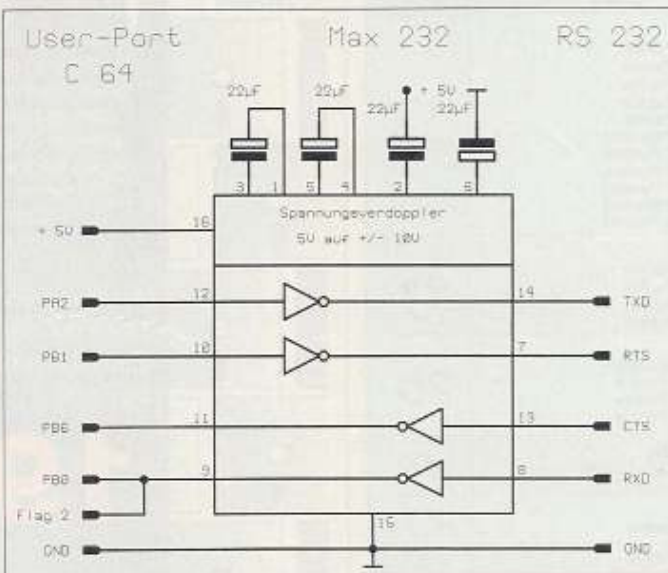 User-Port
C 64
Max 232
RS 232
22µF
22µF
22µF
+ 5V
22µF
3
1
5
4
2
6
Spannungsverdoppler
5V auf +/- 10V
+ 5V
16
PA2
12
14
TXD
PB1
10
7
RTS
PB6
11
13
CTS
PB0
9
8
RXD
Flag 2
15
GND
GND